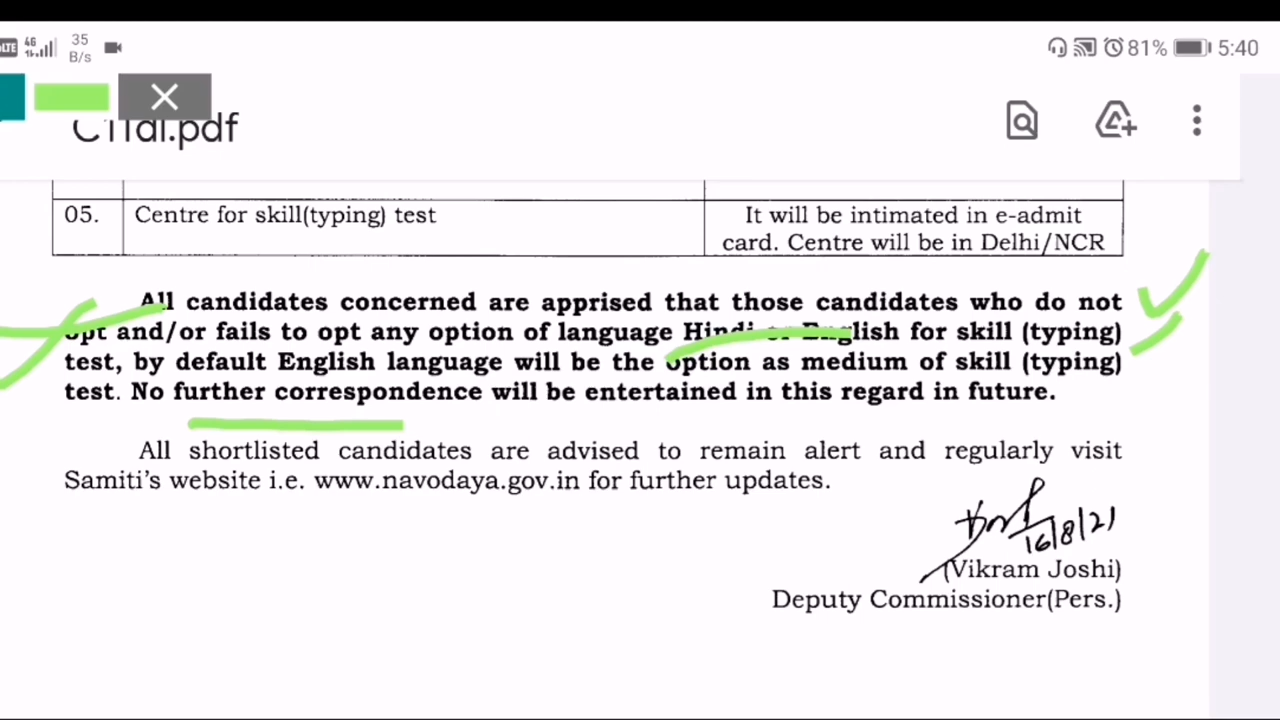 LTE 4G 35 B/s 81% 5:40
C11dl.pdf
05. Centre for skill(typing) test It will be intimated in e-admit
card. Centre will be in Delhi/NCR
All candidates concerned are apprised that those candidates who do not
opt and/or fails to opt any option of language Hindi or English for skill (typing)
test, by default English language will be the option as medium of skill (typing)
test. No further correspondence will be entertained in this regard in future.
All shortlisted candidates are advised to remain alert and regularly visit
Samiti's website i.e. www.navodaya.gov.in for further updates.
16/8/21
(Vikram Joshi)
Deputy Commissioner(Pers.)